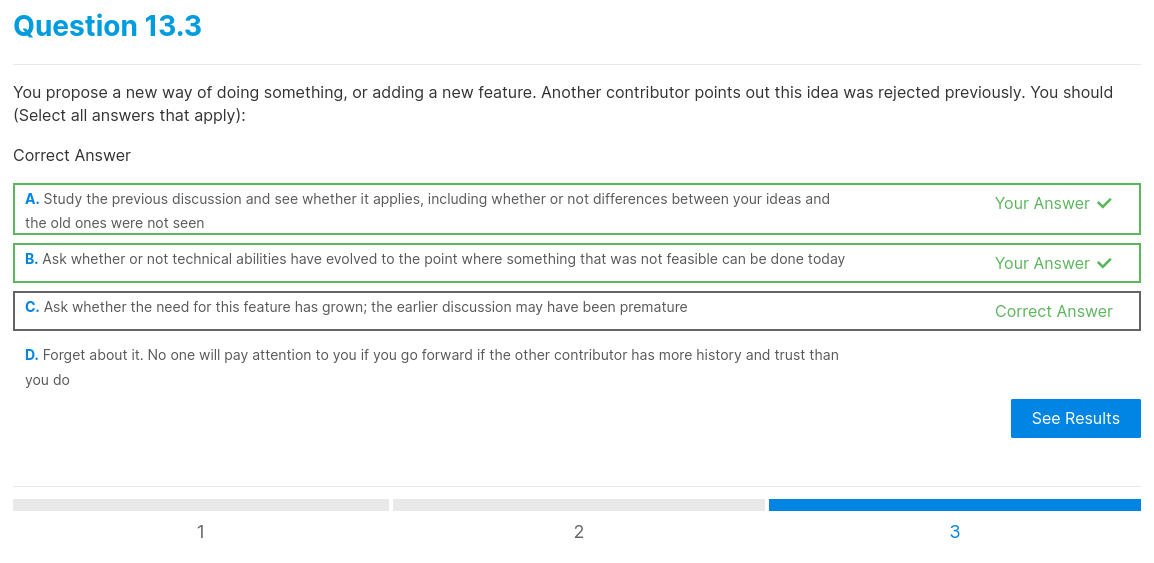 Question 13.3
You propose a new way of doing something, or adding a new feature. Another contributor points out this idea was rejected previously. You should
(Select all answers that apply):
Correct Answer
A. Study the previous discussion and see whether it applies, including whether or not differences between your ideas and
the old ones were not seen
Your Answer ✓
B. Ask whether or not technical abilities have evolved to the point where something that was not feasible can be done today
Your Answer ✓
C. Ask whether the need for this feature has grown; the earlier discussion may have been premature
Correct Answer
D. Forget about it. No one will pay attention to you if you go forward if the other contributor has more history and trust than
you do
See Results
1
2
3